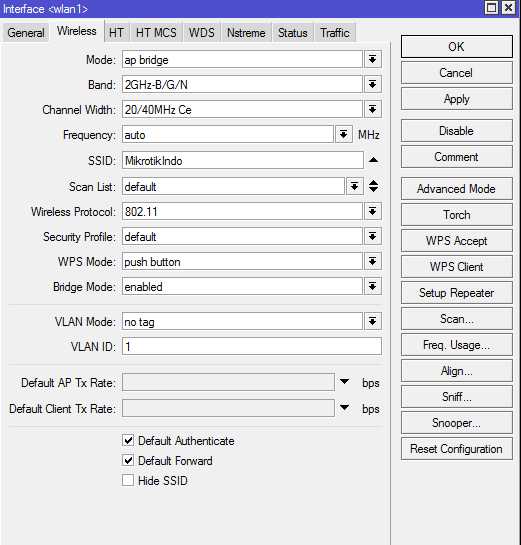 Interface <wlan1>
General Wireless HT HT MCS WDS Nstreme Status Traffic
Mode: ap bridge
Band: 2GHz-B/G/N
Channel Width: 20/40MHz Ce
Frequency: auto MHz
SSID: MikrotikIndo
Scan List: default
Wireless Protocol: 802.11
Security Profile: default
WPS Mode: push button
Bridge Mode: enabled
VLAN Mode: no tag
VLAN ID: 1
Default AP Tx Rate: bps
Default Client Tx Rate: bps
Default Authenticate
Default Forward
Hide SSID
OK
Cancel
Apply
Disable
Comment
Advanced Mode
Torch
WPS Accept
WPS Client
Setup Repeater
Scan...
Freq. Usage...
Align...
Sniff...
Snooper...
Reset Configuration